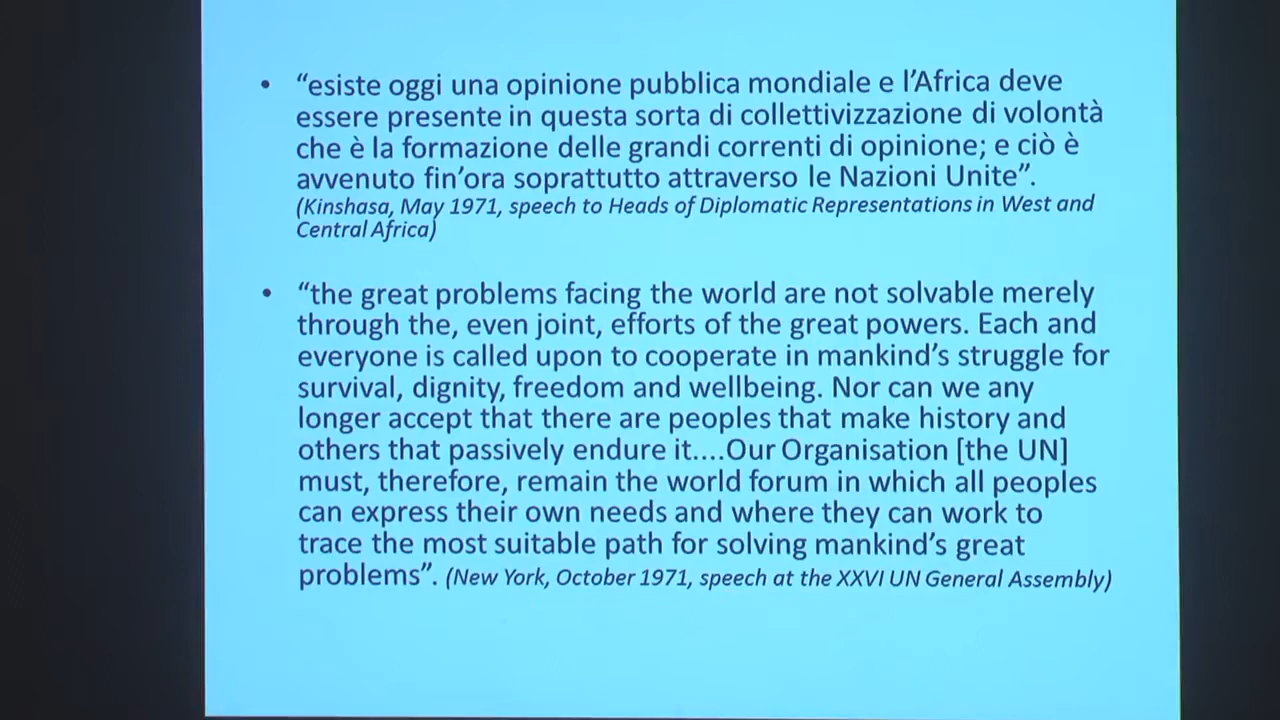 • “esiste oggi una opinione pubblica mondiale e l’Africa deve
essere presente in questa sorta di collettivizzazione di volontà
che è la formazione delle grandi correnti di opinione; e ciò è
avvenuto fin’ora soprattutto attraverso le Nazioni Unite”.
(Kinshasa, May 1971, speech to Heads of Diplomatic Representations in West and
Central Africa)
• “the great problems facing the world are not solvable merely
through the, even joint, efforts of the great powers. Each and
everyone is called upon to cooperate in mankind’s struggle for
survival, dignity, freedom and wellbeing. Nor can we any
longer accept that there are peoples that make history and
others that passively endure it....Our Organisation [the UN]
must, therefore, remain the world forum in which all peoples
can express their own needs and where they can work to
trace the most suitable path for solving mankind’s great
problems”. (New York, October 1971, speech at the XXVI UN General Assembly)